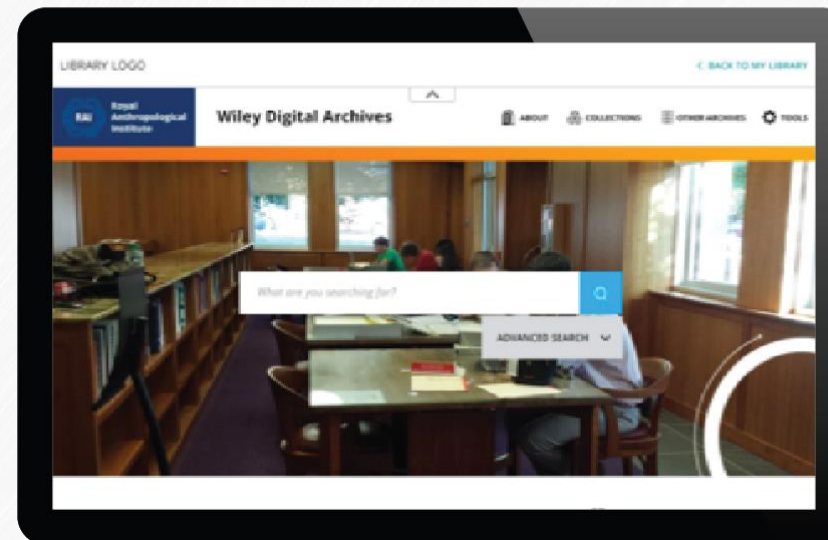 LIBRARY LOGO
< BACK TO MY LIBRARY
RAI
Royal
Anthropological
Institute
Wiley Digital Archives
ABOUT
COLLECTIONS
OTHER ARCHIVES
TOOLS
What are you searching for?
ADVANCED SEARCH